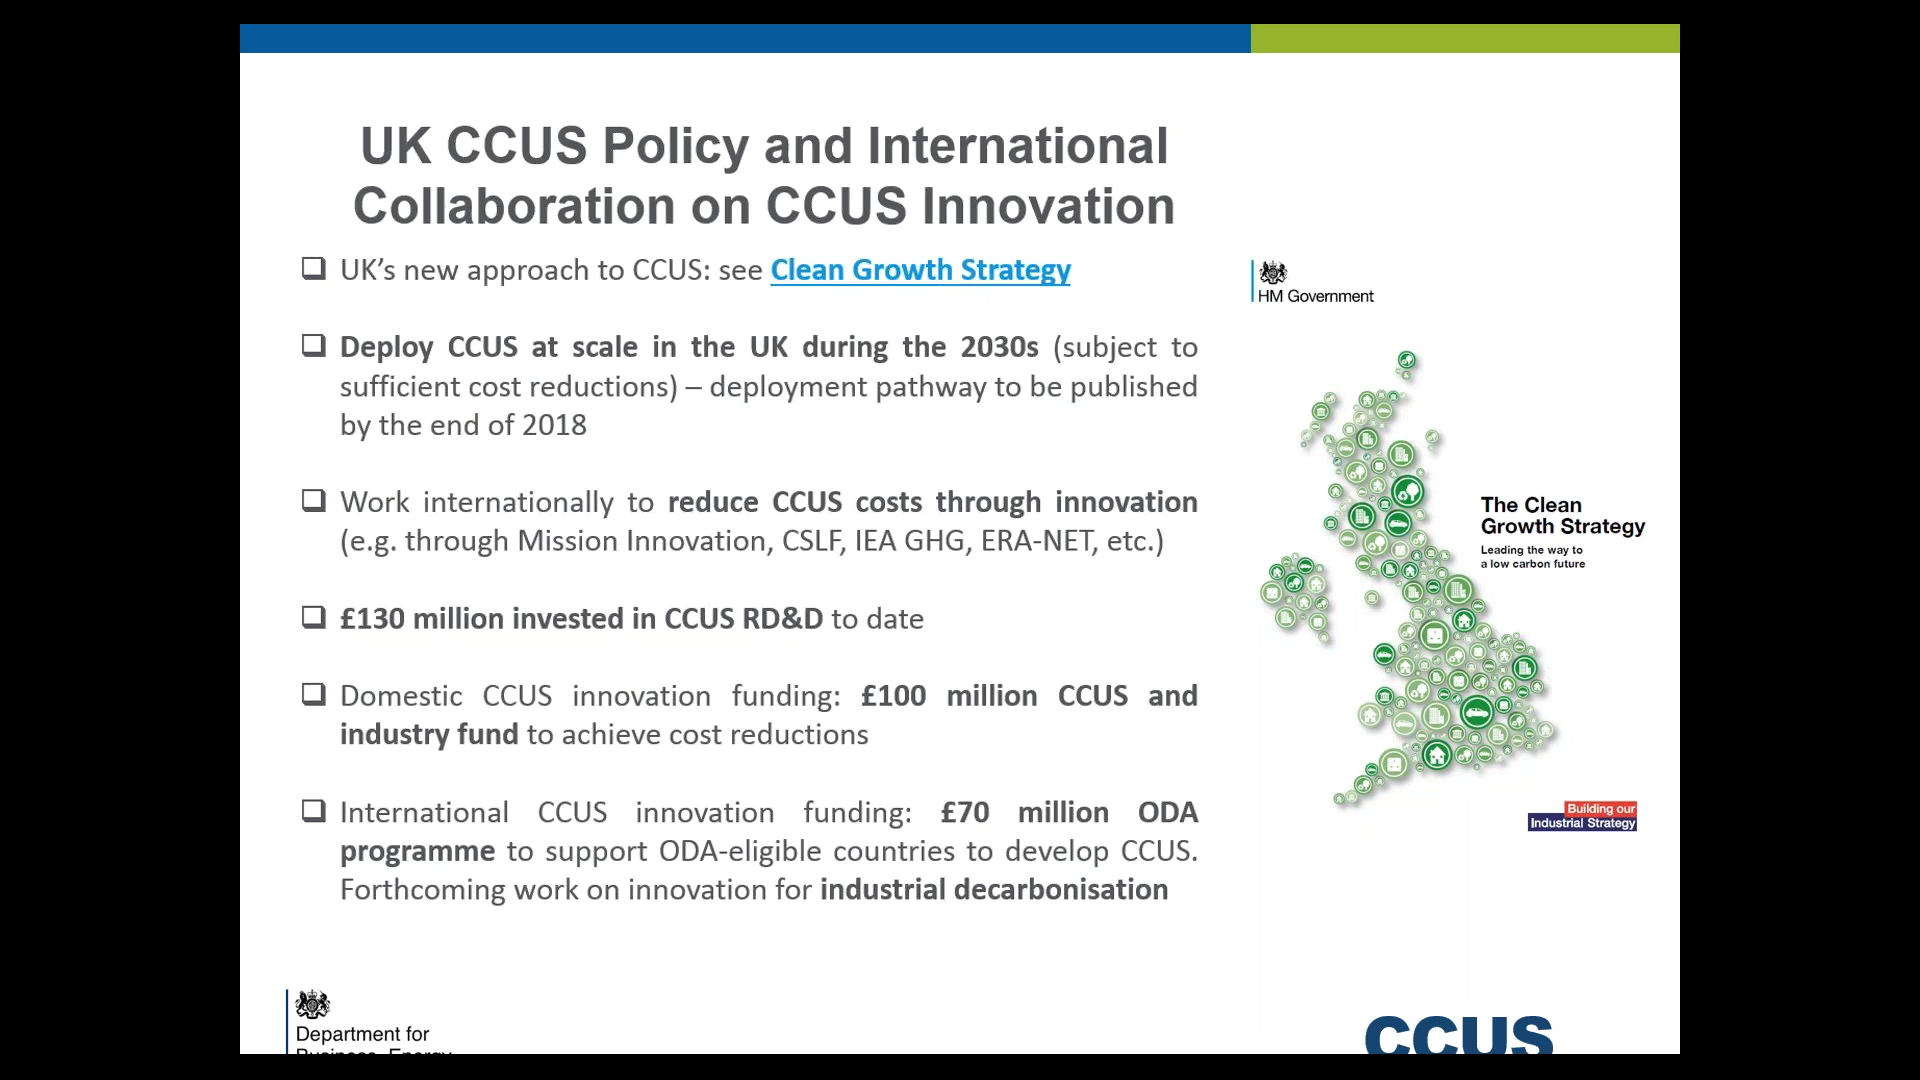 UK CCUS Policy and International
Collaboration on CCUS Innovation
UK’s new approach to CCUS: see Clean Growth Strategy
Deploy CCUS at scale in the UK during the 2030s (subject to
sufficient cost reductions) – deployment pathway to be published
by the end of 2018
Work internationally to reduce CCUS costs through innovation
(e.g. through Mission Innovation, CSLF, IEA GHG, ERA-NET, etc.)
£130 million invested in CCUS RD&D to date
Domestic CCUS innovation funding: £100 million CCUS and
industry fund to achieve cost reductions
International CCUS innovation funding: £70 million ODA
programme to support ODA-eligible countries to develop CCUS.
Forthcoming work on innovation for industrial decarbonisation
HM Government
The Clean
Growth Strategy
Leading the way to
a low carbon future
Building our
Industrial Strategy
Department for
Business, Energy
CCUS